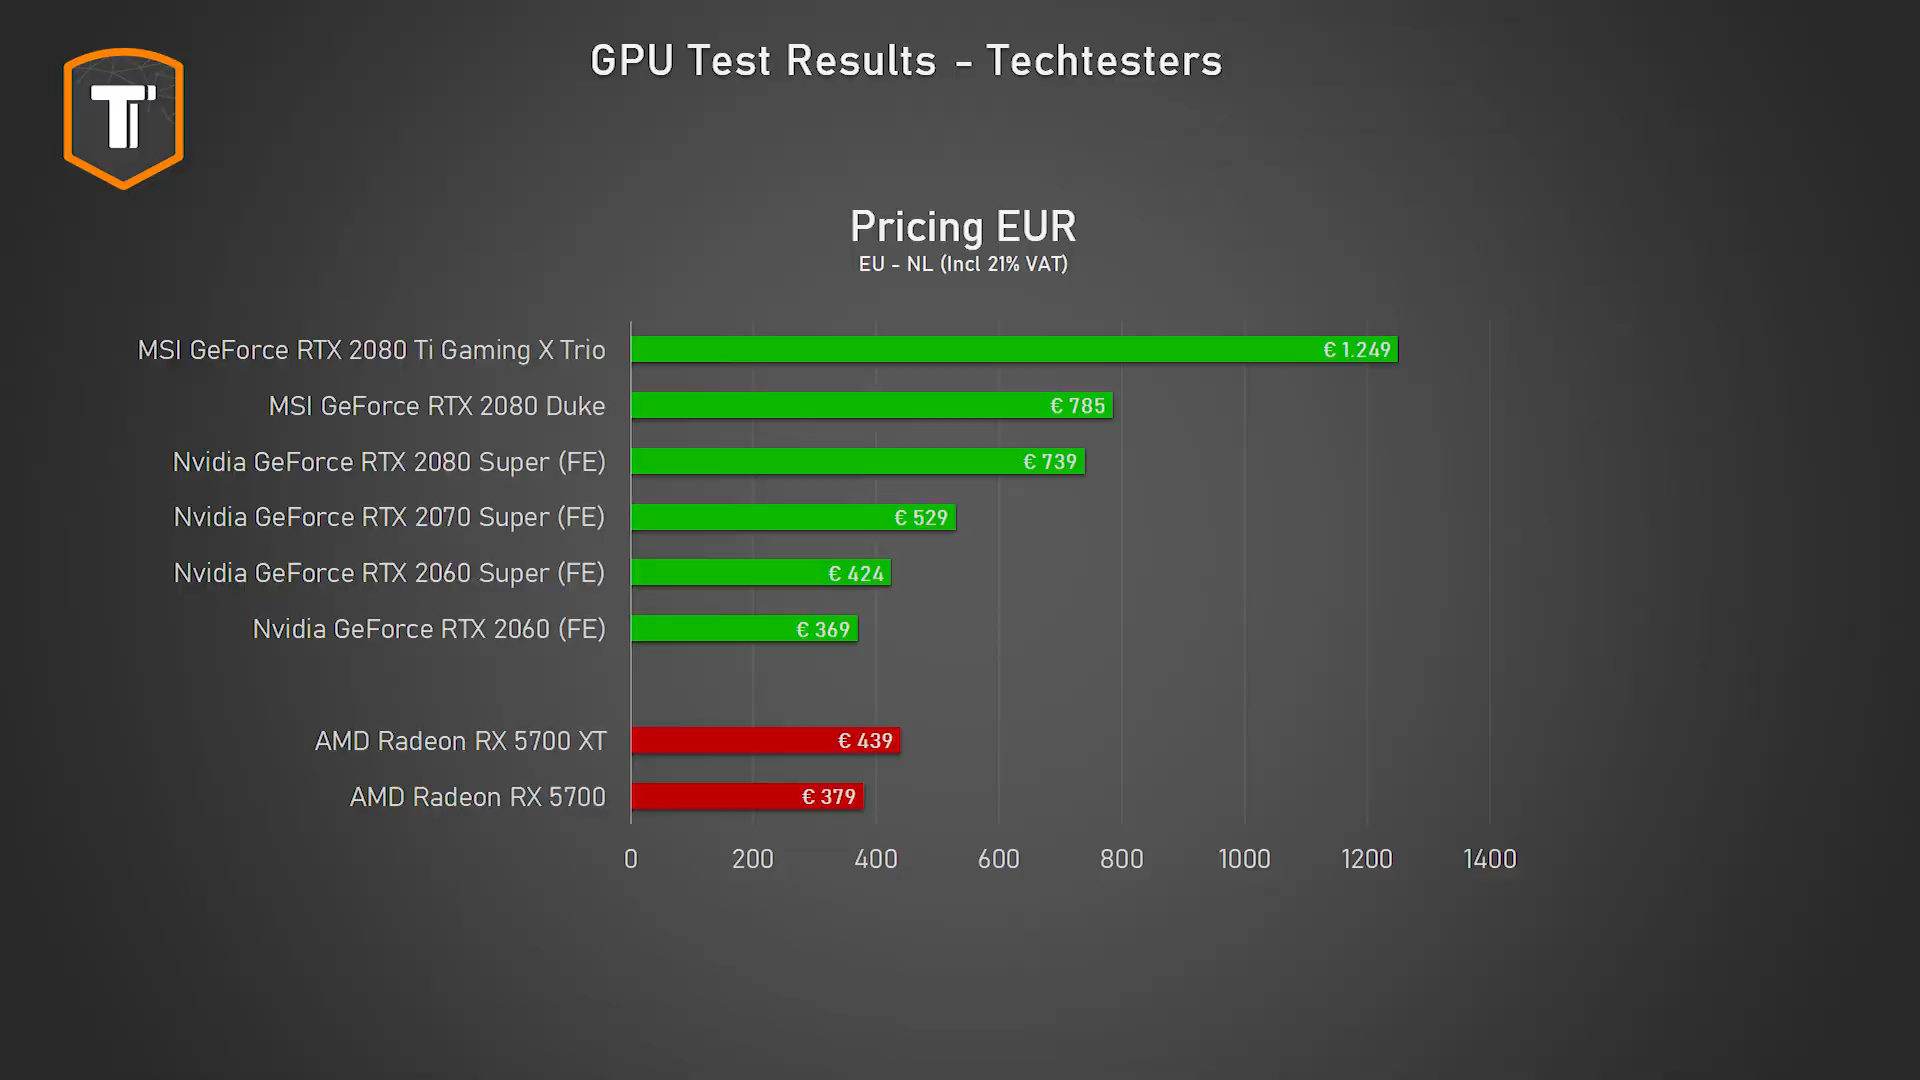 GPU Test Results - Techtesters
Ti
Pricing EUR
EU - NL (Incl 21% VAT)
MSI GeForce RTX 2080 Ti Gaming X Trio € 1.249
MSI GeForce RTX 2080 Duke € 785
Nvidia GeForce RTX 2080 Super (FE) € 739
Nvidia GeForce RTX 2070 Super (FE) € 529
Nvidia GeForce RTX 2060 Super (FE) € 424
Nvidia GeForce RTX 2060 (FE) € 369
AMD Radeon RX 5700 XT € 439
AMD Radeon RX 5700 € 379
0 200 400 600 800 1000 1200 1400